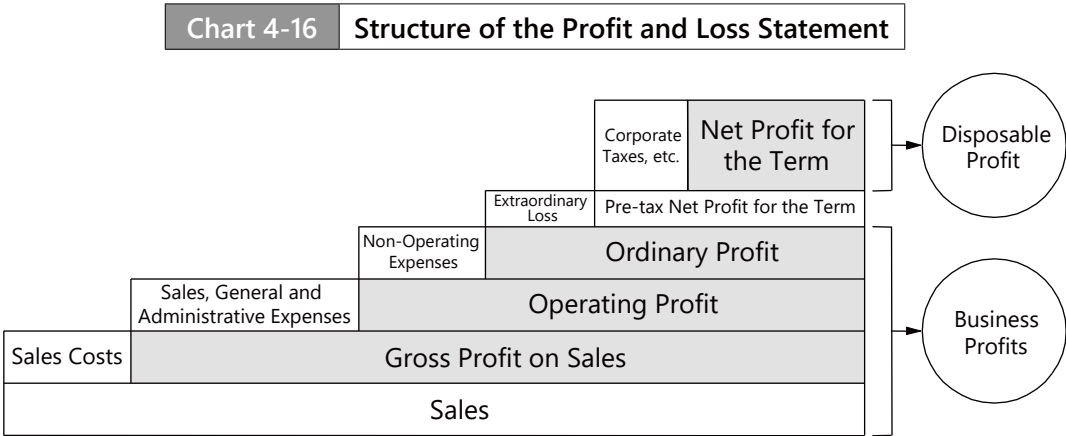 Chart 4-16 Structure of the Profit and Loss Statement
Corporate
Taxes, etc.
Net Profit for
the Term
Disposable
Profit
Extraordinary
Loss
Pre-tax Net Profit for the Term
Non-Operating
Expenses
Ordinary Profit
Sales, General and
Administrative Expenses
Operating Profit
Business
Profits
Sales Costs
Gross Profit on Sales
Sales